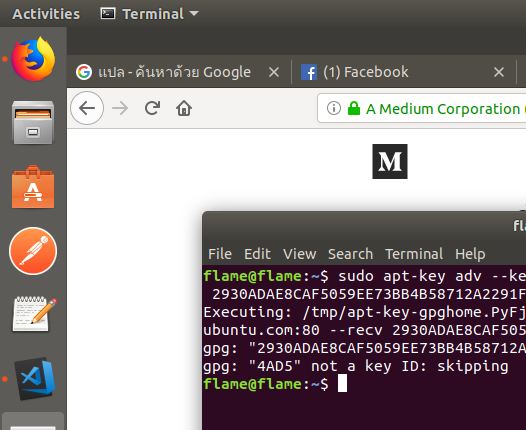 Activities Terminal
แปล - ค้นหาด้วย Google
(1) Facebook
A Medium Corporation
M
File Edit View Search Terminal Help
flame@flame:~$ sudo apt-key adv --ke
2930ADAE8CAF5059EE73BB4B58712A2291F
Executing: /tmp/apt-key-gpghome.PyFj
ubuntu.com:80 --recv 2930ADAE8CAF505
gpg: "2930ADAE8CAF5059EE73BB4B58712A
gpg: "4AD5" not a key ID: skipping
flame@flame:~$